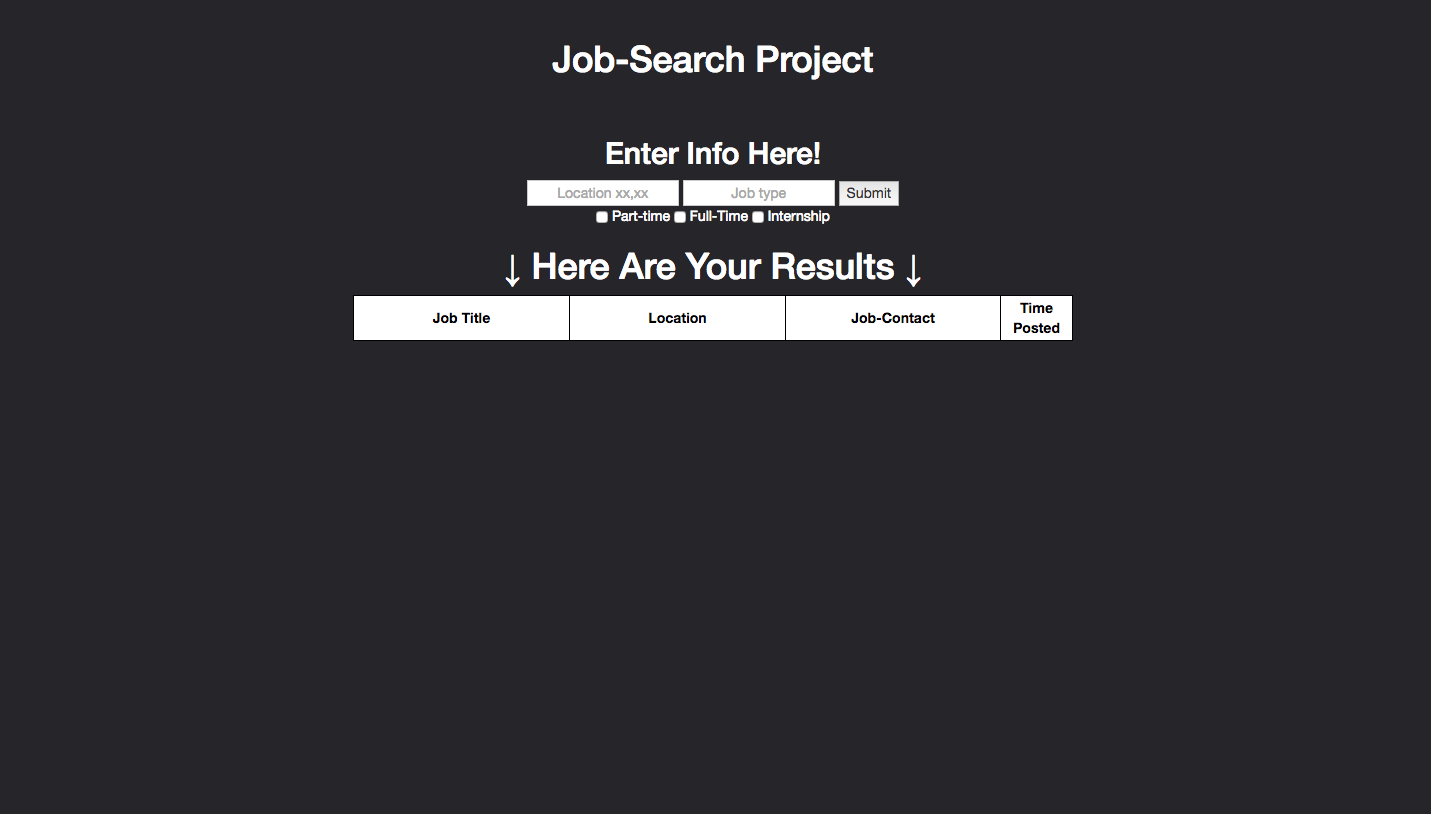 Job-Search Project
Enter Info Here!
Location xx,xx Job type Submit
Part-time Full-Time Internship
↓ Here Are Your Results ↓
Job Title Location Job-Contact Time
Posted